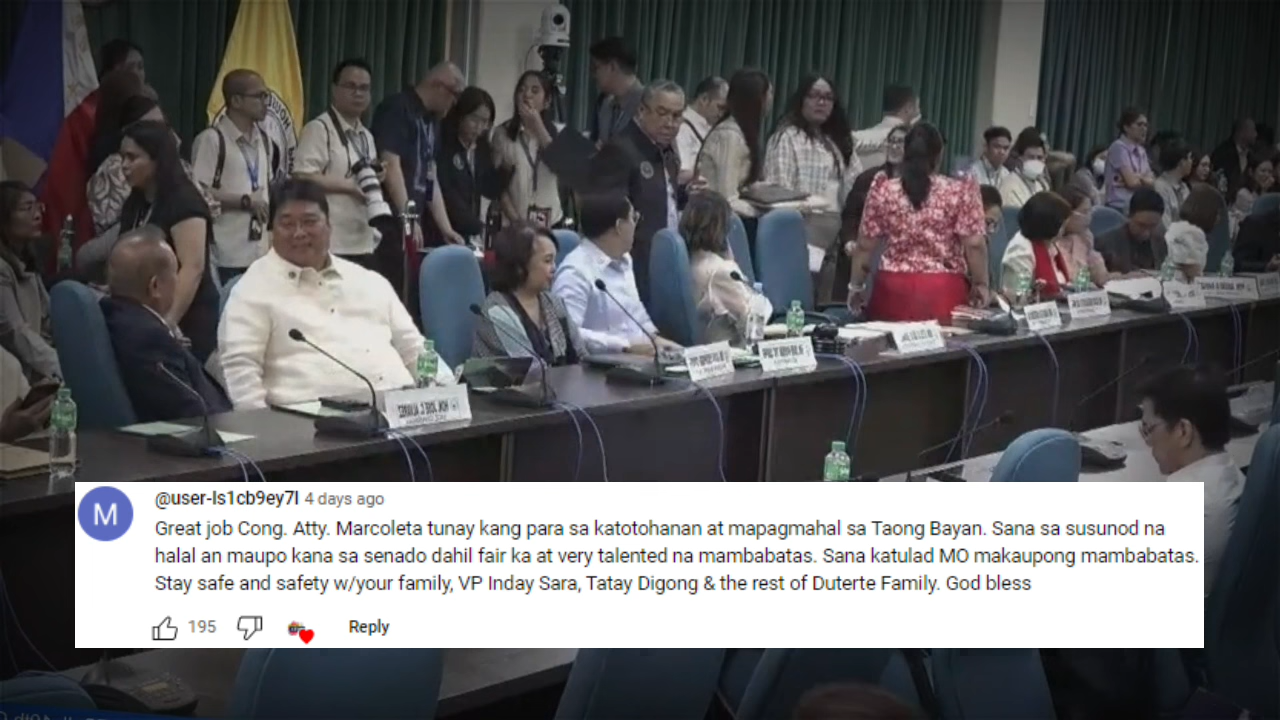 M
@user-ls1cb9ey7l 4 days ago
Great job Cong. Atty. Marcoleta tunay kang para sa katotohanan at mapagmahal sa Taong Bayan. Sana sa susunod na
halal an maupo kana sa senado dahil fair ka at very talented na mambabatas. Sana katulad MO makaupong mambabatas.
Stay safe and safety w/your family, VP Inday Sara, Tatay Digong & the rest of Duterte Family. God bless
195
Reply